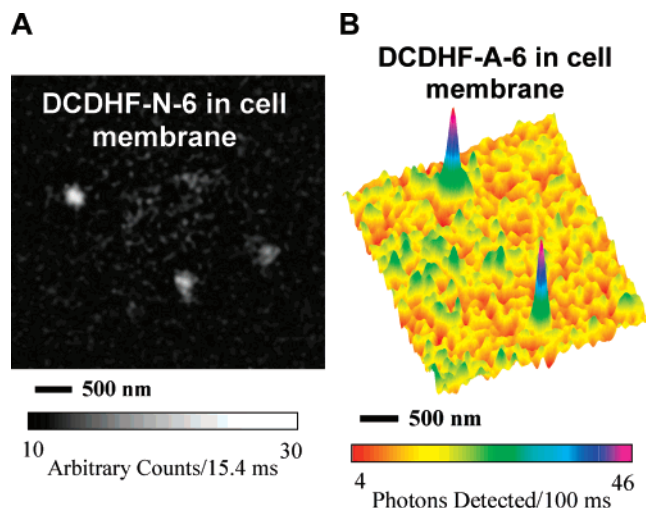 A
DCDHF-N-6 in cell
membrane
500 nm
10
30
Arbitrary Counts/15.4 ms
B
DCDHF-A-6 in cell
membrane
500 nm
4
46
Photons Detected/100 ms